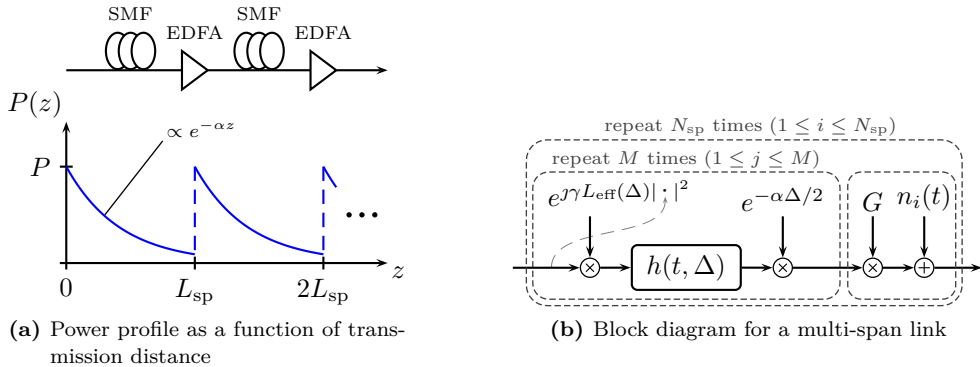 SMF
EDFA
SMF
EDFA
P(z)
∝ e^{-αz}
P
0
L_sp
2L_sp
z
(a) Power profile as a function of trans-
mission distance
repeat N_sp times (1 ≤ i ≤ N_sp)
repeat M times (1 ≤ j ≤ M)
e^{ȷγL_eff(Δ)|·|^2}
e^{-αΔ/2}
G
n_i(t)
×
h(t, Δ)
×
×
+
(b) Block diagram for a multi-span link